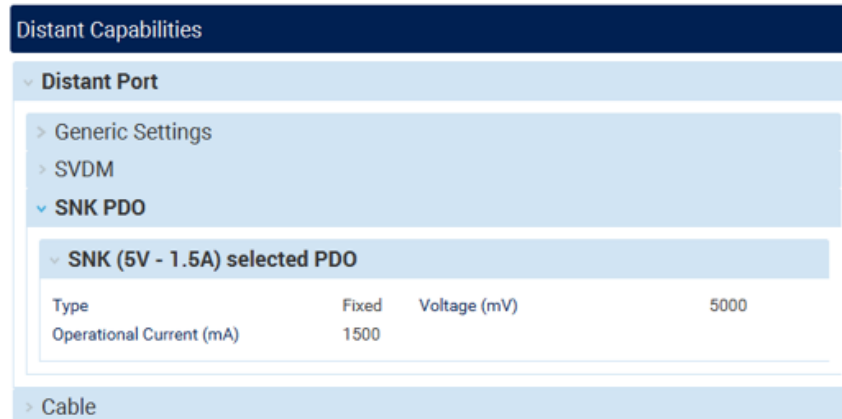 Distant Capabilities
Distant Port
Generic Settings
SVDM
SNK PDO
SNK (5V - 1.5A) selected PDO
Type Fixed Voltage (mV) 5000
Operational Current (mA) 1500
Cable